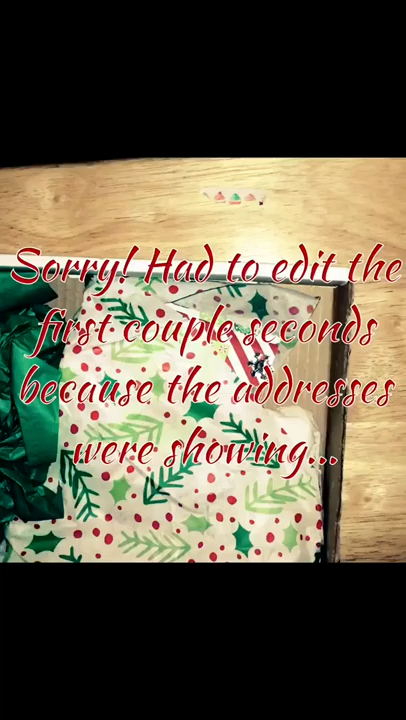 Sorry! Had to edit the
first couple seconds
because the addresses
were showing...